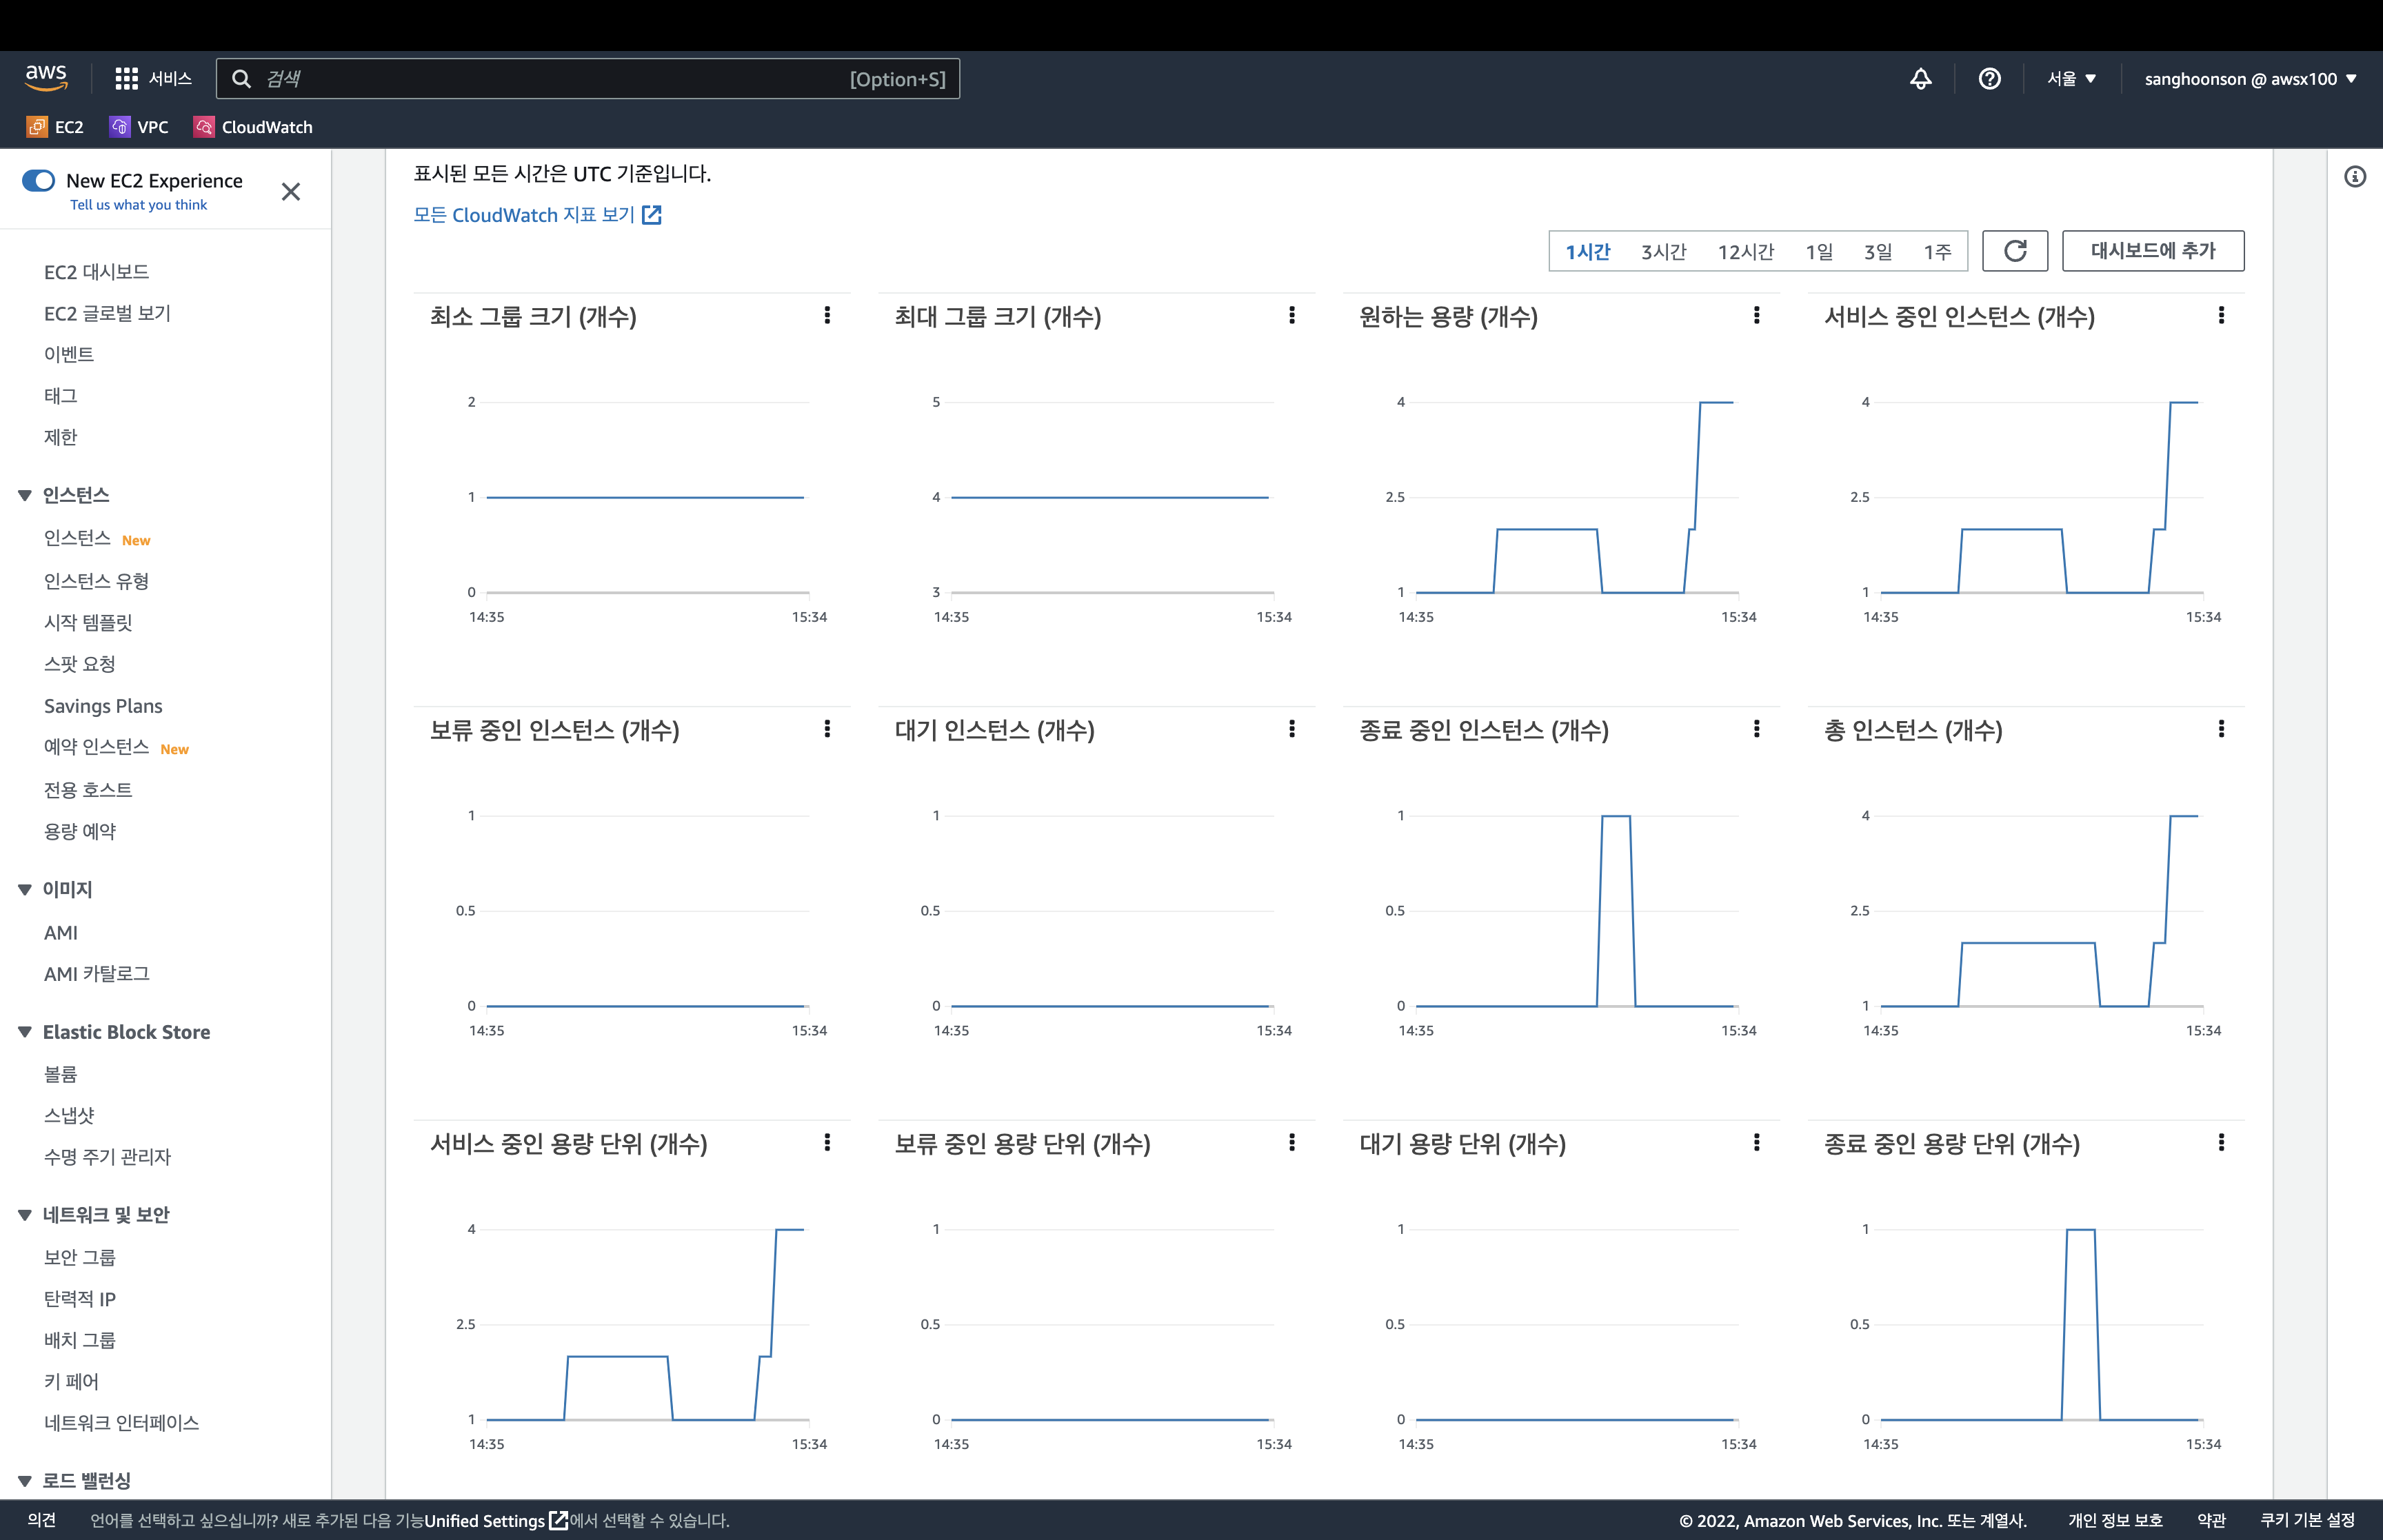 aws
서비스
검색
[Option+S]
서울
sanghoonson @ awsx100
EC2
VPC
CloudWatch
New EC2 Experience
Tell us what you think
EC2 대시보드
EC2 글로벌 보기
이벤트
태그
제한
인스턴스
인스턴스 New
인스턴스 유형
시작 템플릿
스팟 요청
Savings Plans
예약 인스턴스 New
전용 호스트
용량 예약
이미지
AMI
AMI 카탈로그
Elastic Block Store
볼륨
스냅샷
수명 주기 관리자
네트워크 및 보안
보안 그룹
탄력적 IP
배치 그룹
키 페어
네트워크 인터페이스
로드 밸런싱
표시된 모든 시간은 UTC 기준입니다.
모든 CloudWatch 지표 보기
1시간 3시간 12시간 1일 3일 1주
대시보드에 추가
최소 그룹 크기 (개수)
2
1
0
14:35 15:34
최대 그룹 크기 (개수)
5
4
3
14:35 15:34
원하는 용량 (개수)
4
2.5
1
14:35 15:34
서비스 중인 인스턴스 (개수)
4
2.5
1
14:35 15:34
보류 중인 인스턴스 (개수)
1
0.5
0
14:35 15:34
대기 인스턴스 (개수)
1
0.5
0
14:35 15:34
종료 중인 인스턴스 (개수)
1
0.5
0
14:35 15:34
총 인스턴스 (개수)
4
2.5
1
14:35 15:34
서비스 중인 용량 단위 (개수)
4
2.5
1
14:35 15:34
보류 중인 용량 단위 (개수)
1
0.5
0
14:35 15:34
대기 용량 단위 (개수)
1
0.5
0
14:35 15:34
종료 중인 용량 단위 (개수)
1
0.5
0
14:35 15:34
의견
언어를 선택하고 싶으십니까? 새로 추가된 다음 기능Unified Settings에서 선택할 수 있습니다.
© 2022, Amazon Web Services, Inc. 또는 계열사.
개인 정보 보호
약관
쿠키 기본 설정